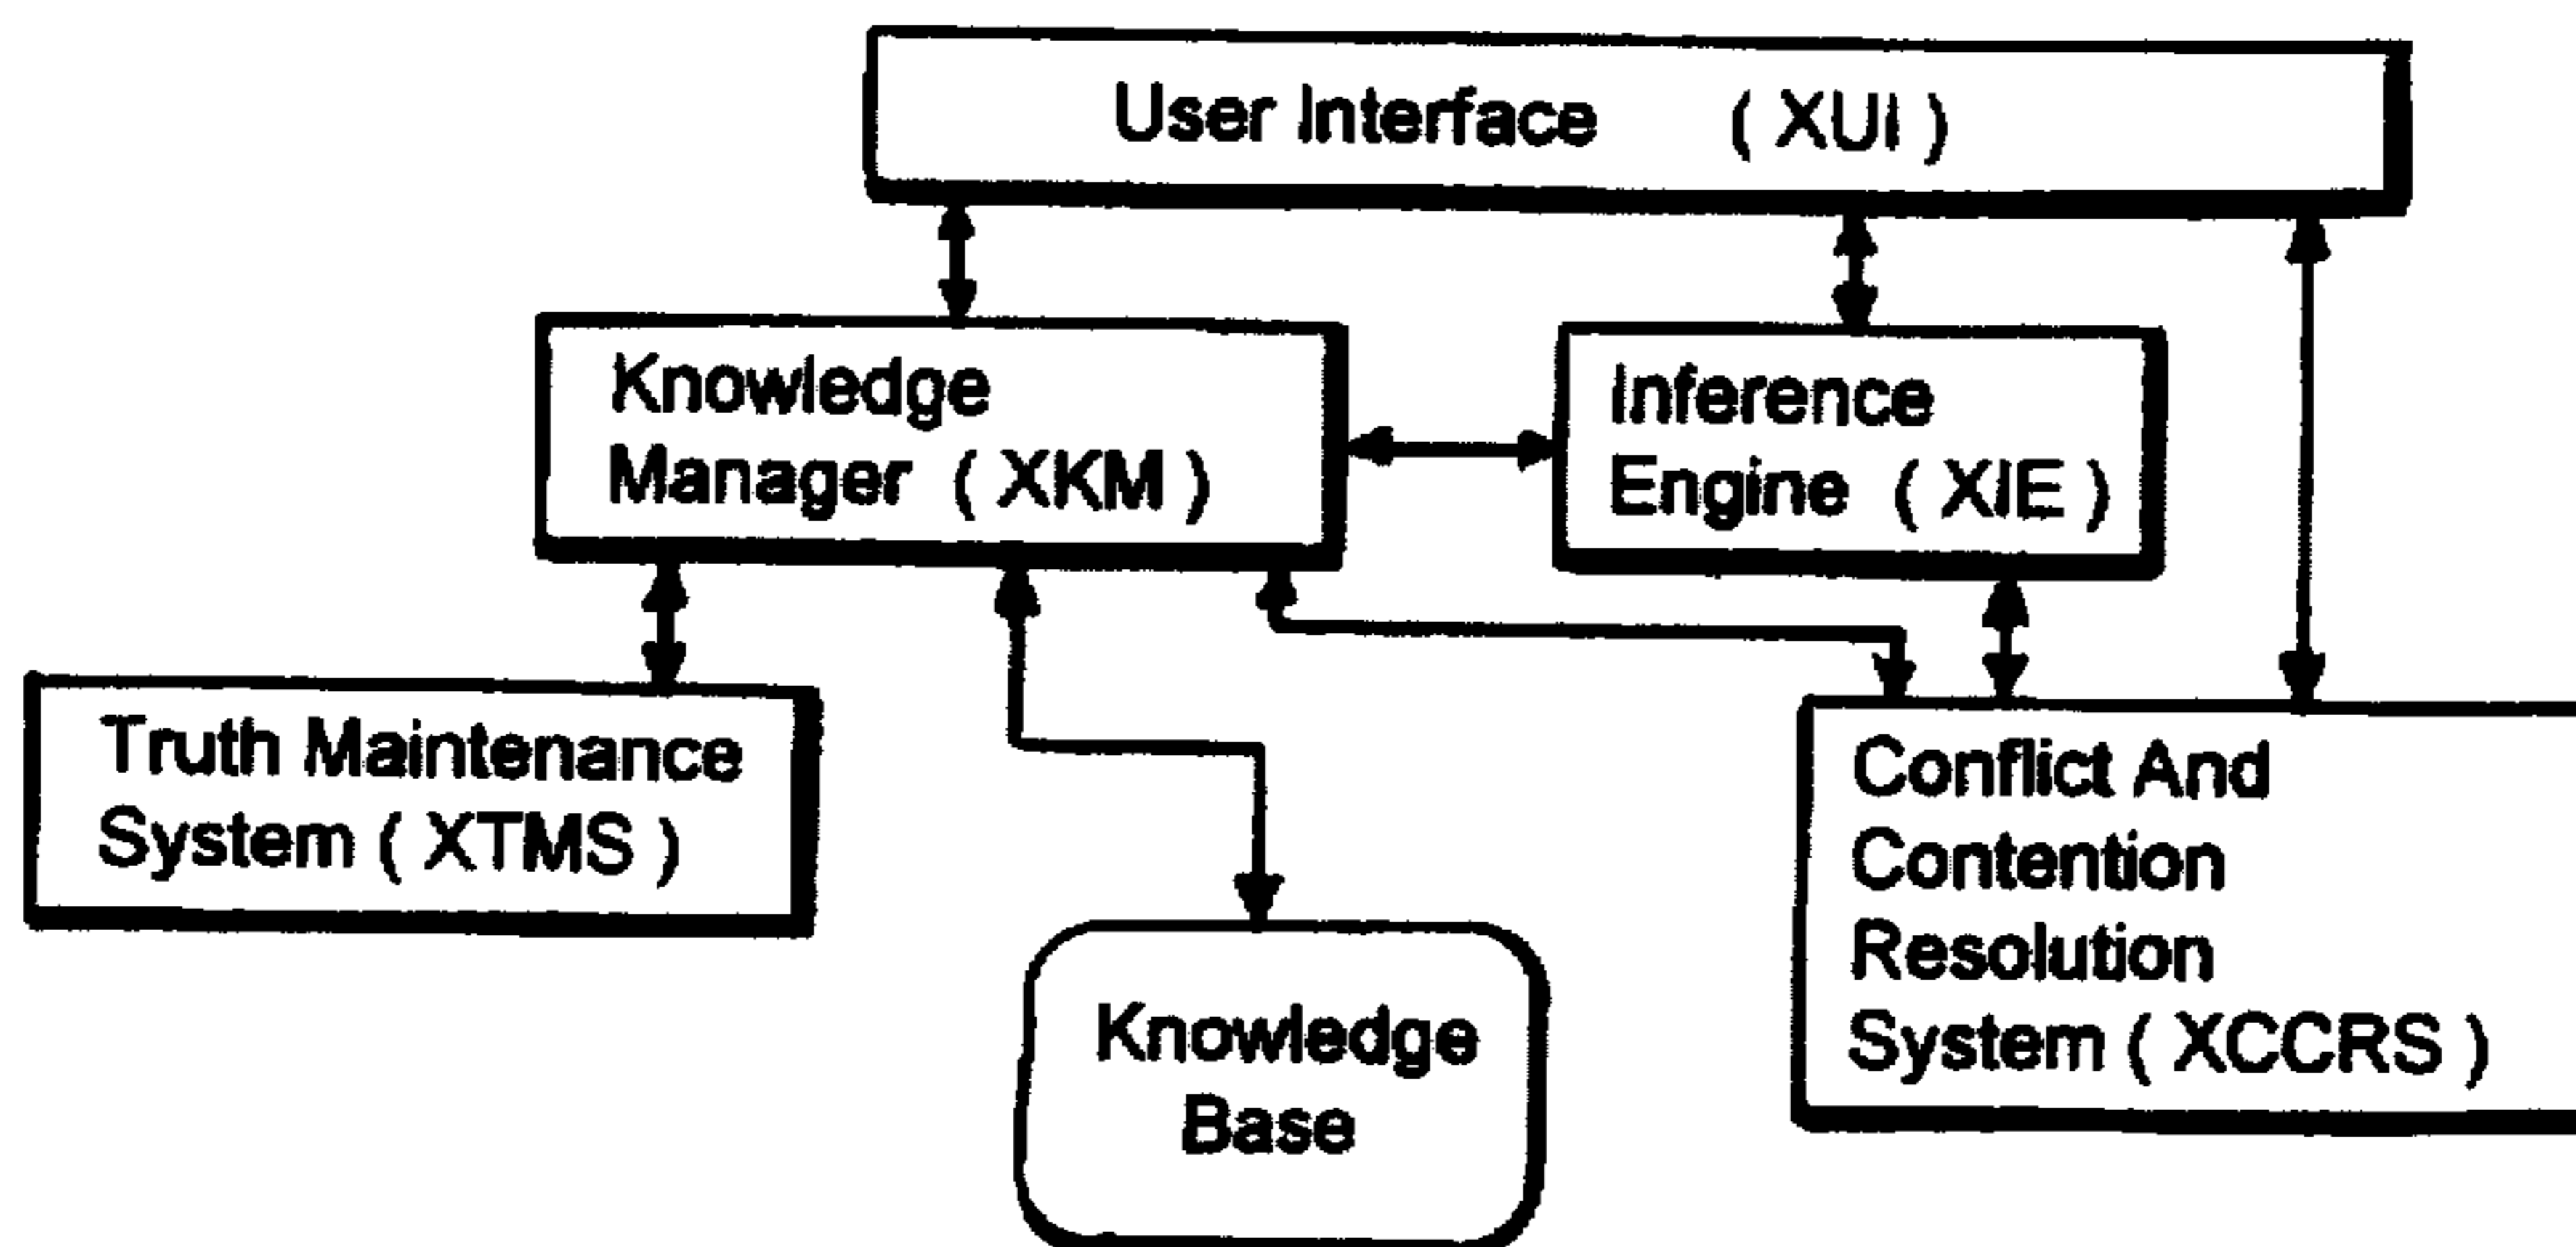 User Interface ( XUI )
Knowledge
Manager ( XKM )
Inference
Engine ( XIE )
Truth Maintenance
System ( XTMS )
Conflict And
Contention
Resolution
System ( XCCRS )
Knowledge
Base